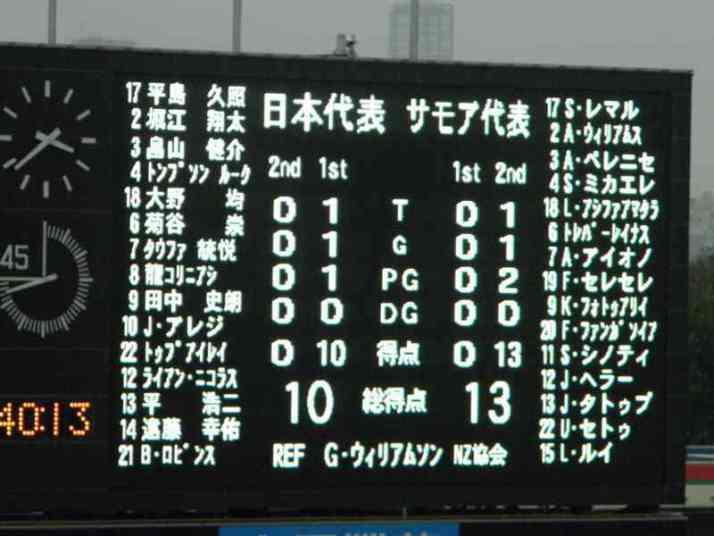 日本代表 サモア代表
17 平島 久照
2 堀江 翔太
3 畠山 健介
4 トンプソン ルーク
18 大野 均
6 菊谷 崇
7 タウファ 統悦
8 龍コリニアシ
9 田中 史朗
10 J・アレジ
22 トゥプアイレイ
12 ライアン・ニコラス
13 平 浩二
14 遠藤 幸佑
21 B・ロビンス
2nd 1st 1st 2nd
0 1 T 0 1
0 1 G 0 1
0 1 PG 0 2
0 0 DG 0 0
0 10 得点 0 13
10 総得点 13
REF G・ウィリアムソン NZ協会
17 S・レマル
2 A・ウィリアムス
3 A・ペレニセ
4 S・ミカエレ
18 L・アシファアマタラ
6 トレバーレイナス
7 A・アイオノ
19 F・セレセレ
9 K・フォトゥアリイ
20 F・ファンガソイア
11 S・シノティ
12 J・ヘラー
13 J・タトゥプ
22 U・セトゥ
15 L・ルイ
45
40:13